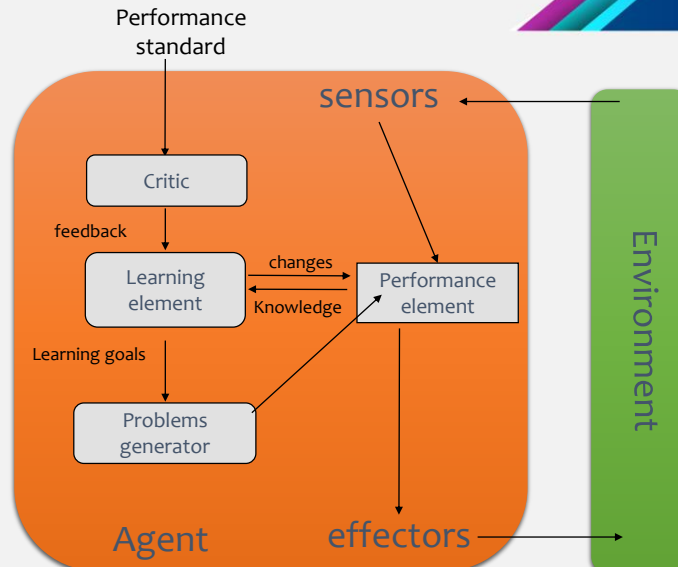 Performance
standard
sensors
Critic
feedback
Learning
element
changes
Knowledge
Performance
element
Learning goals
Problems
generator
Agent
effectors
Environment